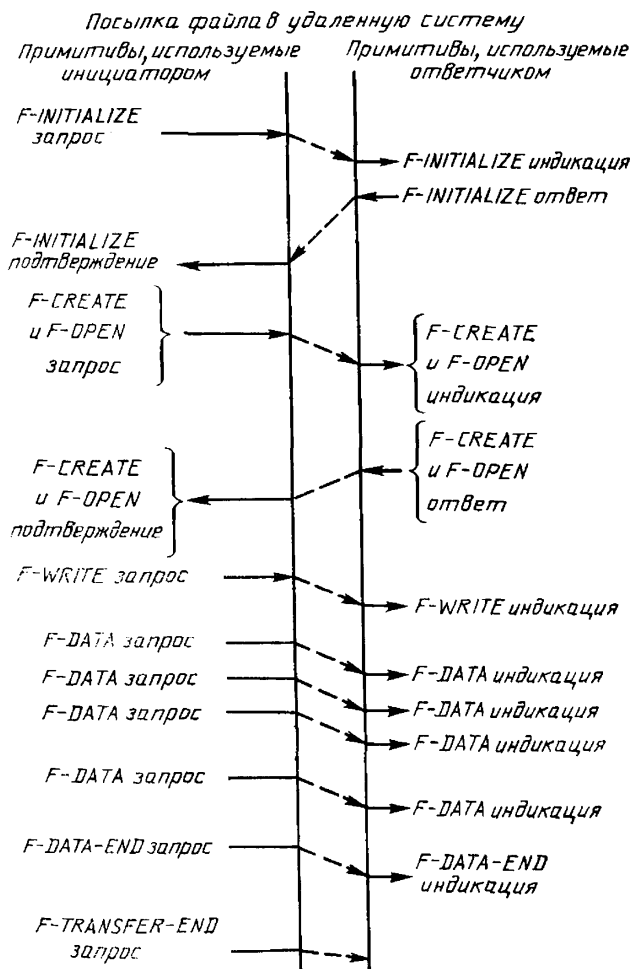 Посылка файла в удаленную систему
Примитивы, используемые
инициатором
Примитивы, используемые
ответчиком
F-INITIALIZE
запрос
F-INITIALIZE индикация
F-INITIALIZE ответ
F-INITIALIZE
подтверждение
F-CREATE
и F-OPEN
запрос
F-CREATE
и F-OPEN
индикация
F-CREATE
и F-OPEN
ответ
F-CREATE
и F-OPEN
подтверждение
F-WRITE запрос
F-WRITE индикация
F-DATA запрос
F-DATA индикация
F-DATA запрос
F-DATA индикация
F-DATA запрос
F-DATA индикация
F-DATA запрос
F-DATA индикация
F-DATA-END запрос
F-DATA-END
индикация
F-TRANSFER-END
запрос